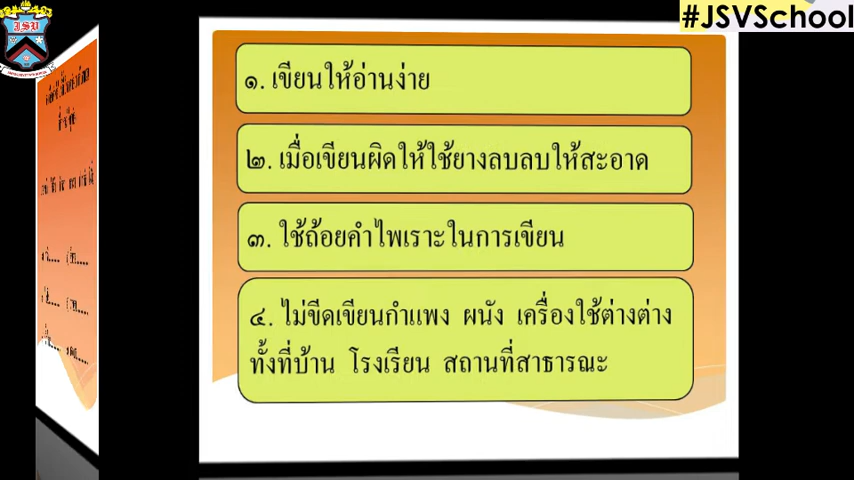 #JSVSchool
JSV
๑. เขียนให้อ่านง่าย
๒. เมื่อเขียนผิดให้ใช้ยางลบลบให้สะอาด
๓. ใช้ถ้อยคำไพเราะในการเขียน
๔. ไม่ขีดเขียนกำแพง ผนัง เครื่องใช้ต่างต่าง
ทั้งที่บ้าน โรงเรียน สถานที่สาธารณะ